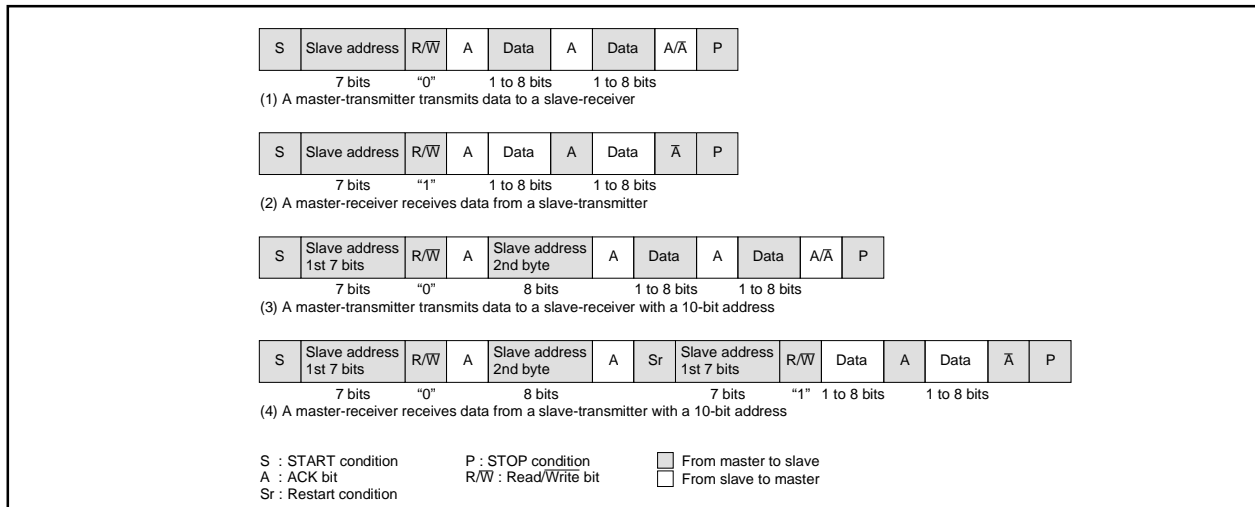 S Slave address R/W̅ A Data A Data A/A̅ P
7 bits “0” 1 to 8 bits 1 to 8 bits
(1) A master-transmitter transmits data to a slave-receiver
S Slave address R/W̅ A Data A Data A̅ P
7 bits “1” 1 to 8 bits 1 to 8 bits
(2) A master-receiver receives data from a slave-transmitter
S Slave address 1st 7 bits R/W̅ A Slave address 2nd byte A Data A Data A/A̅ P
7 bits “0” 8 bits 1 to 8 bits 1 to 8 bits
(3) A master-transmitter transmits data to a slave-receiver with a 10-bit address
S Slave address 1st 7 bits R/W̅ A Slave address 2nd byte A Sr Slave address 1st 7 bits R/W̅ Data A Data A̅ P
7 bits “0” 8 bits 7 bits “1” 1 to 8 bits 1 to 8 bits
(4) A master-receiver receives data from a slave-transmitter with a 10-bit address
S : START condition P : STOP condition From master to slave
A : ACK bit R/W̅ : Read/W̅r̅i̅t̅e̅ bit From slave to master
Sr : Restart condition